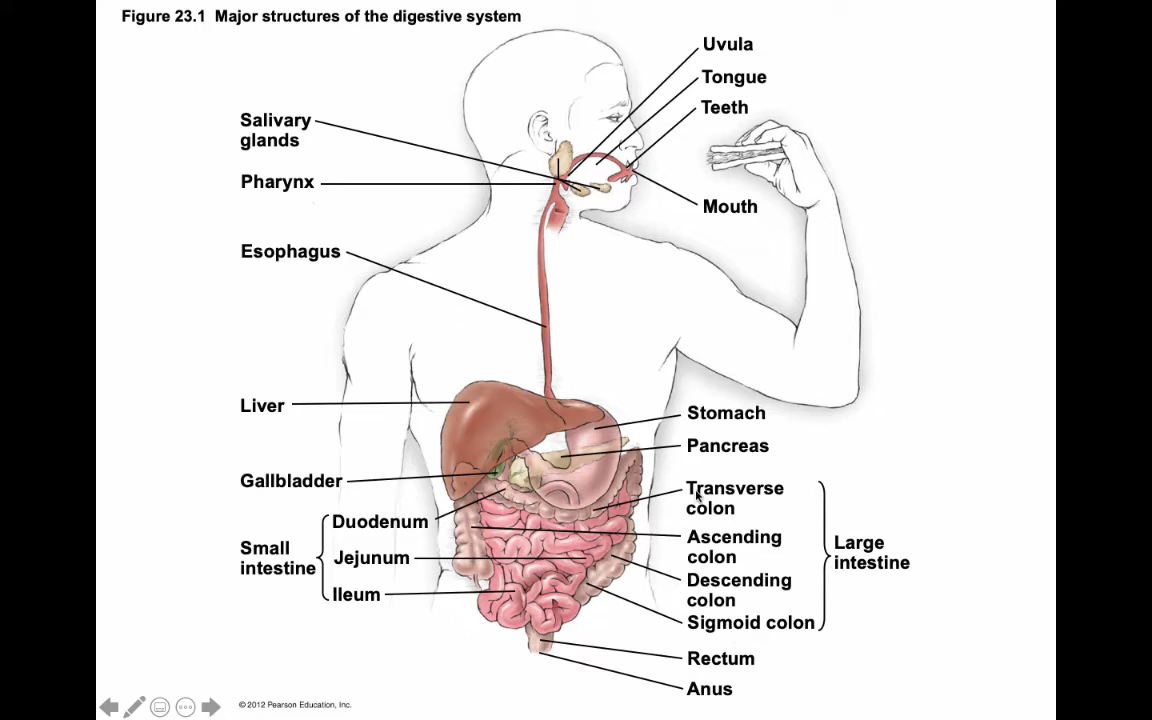 Figure 23.1 Major structures of the digestive system
Uvula
Tongue
Teeth
Salivary
glands
Pharynx
Mouth
Esophagus
Liver
Stomach
Pancreas
Gallbladder
Transverse
colon
Duodenum
Ascending
colon
Small
intestine
Jejunum
Large
intestine
Descending
colon
Ileum
Sigmoid colon
Rectum
Anus
© 2012 Pearson Education, Inc.